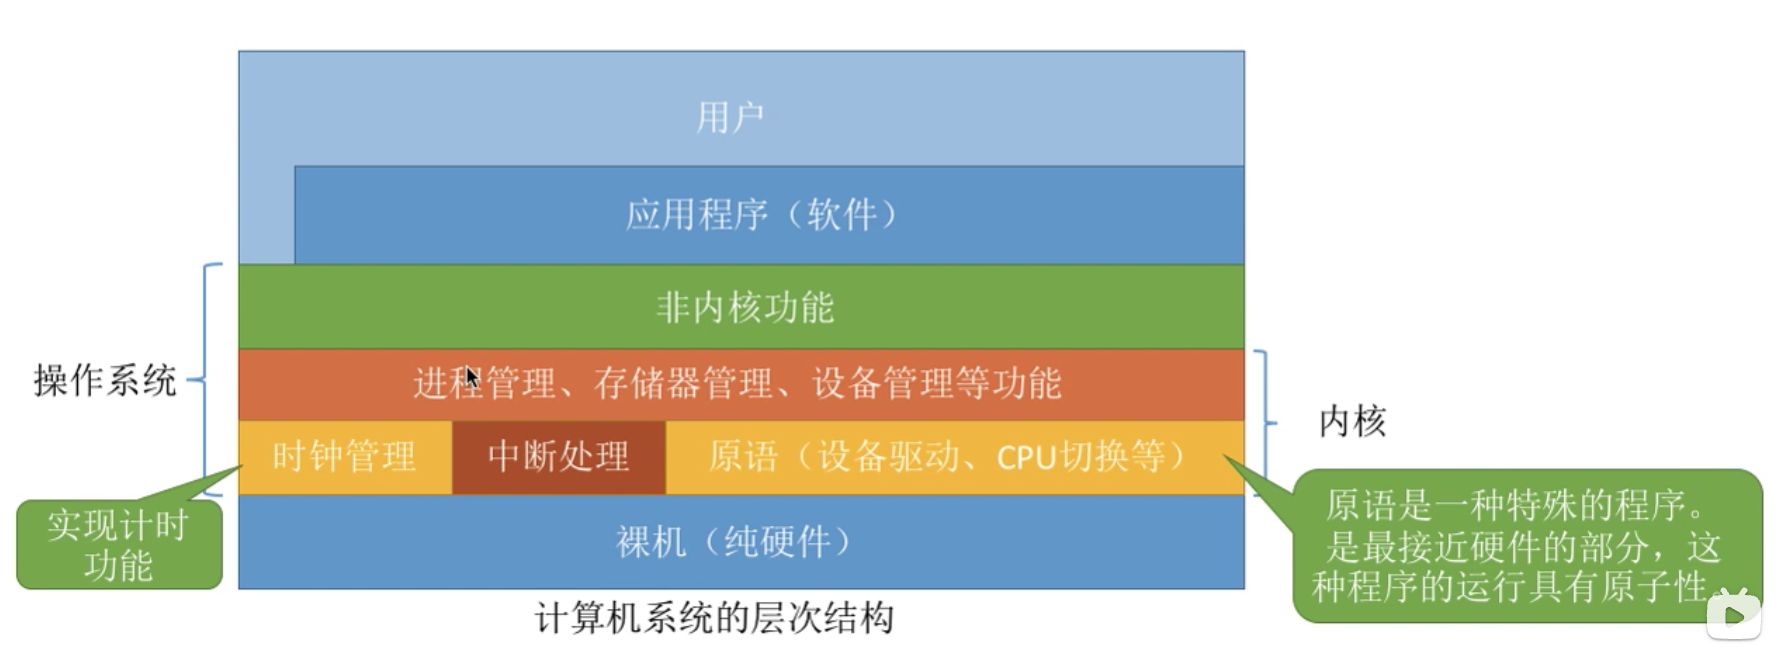 用户
应用程序（软件）
非内核功能
操作系统
进程管理、存储器管理、设备管理等功能
内核
时钟管理
中断处理
原语（设备驱动、CPU切换等）
实现计时
功能
裸机（纯硬件）
原语是一种特殊的程序。
是最接近硬件的部分，这
种程序的运行具有原子性。
计算机系统的层次结构